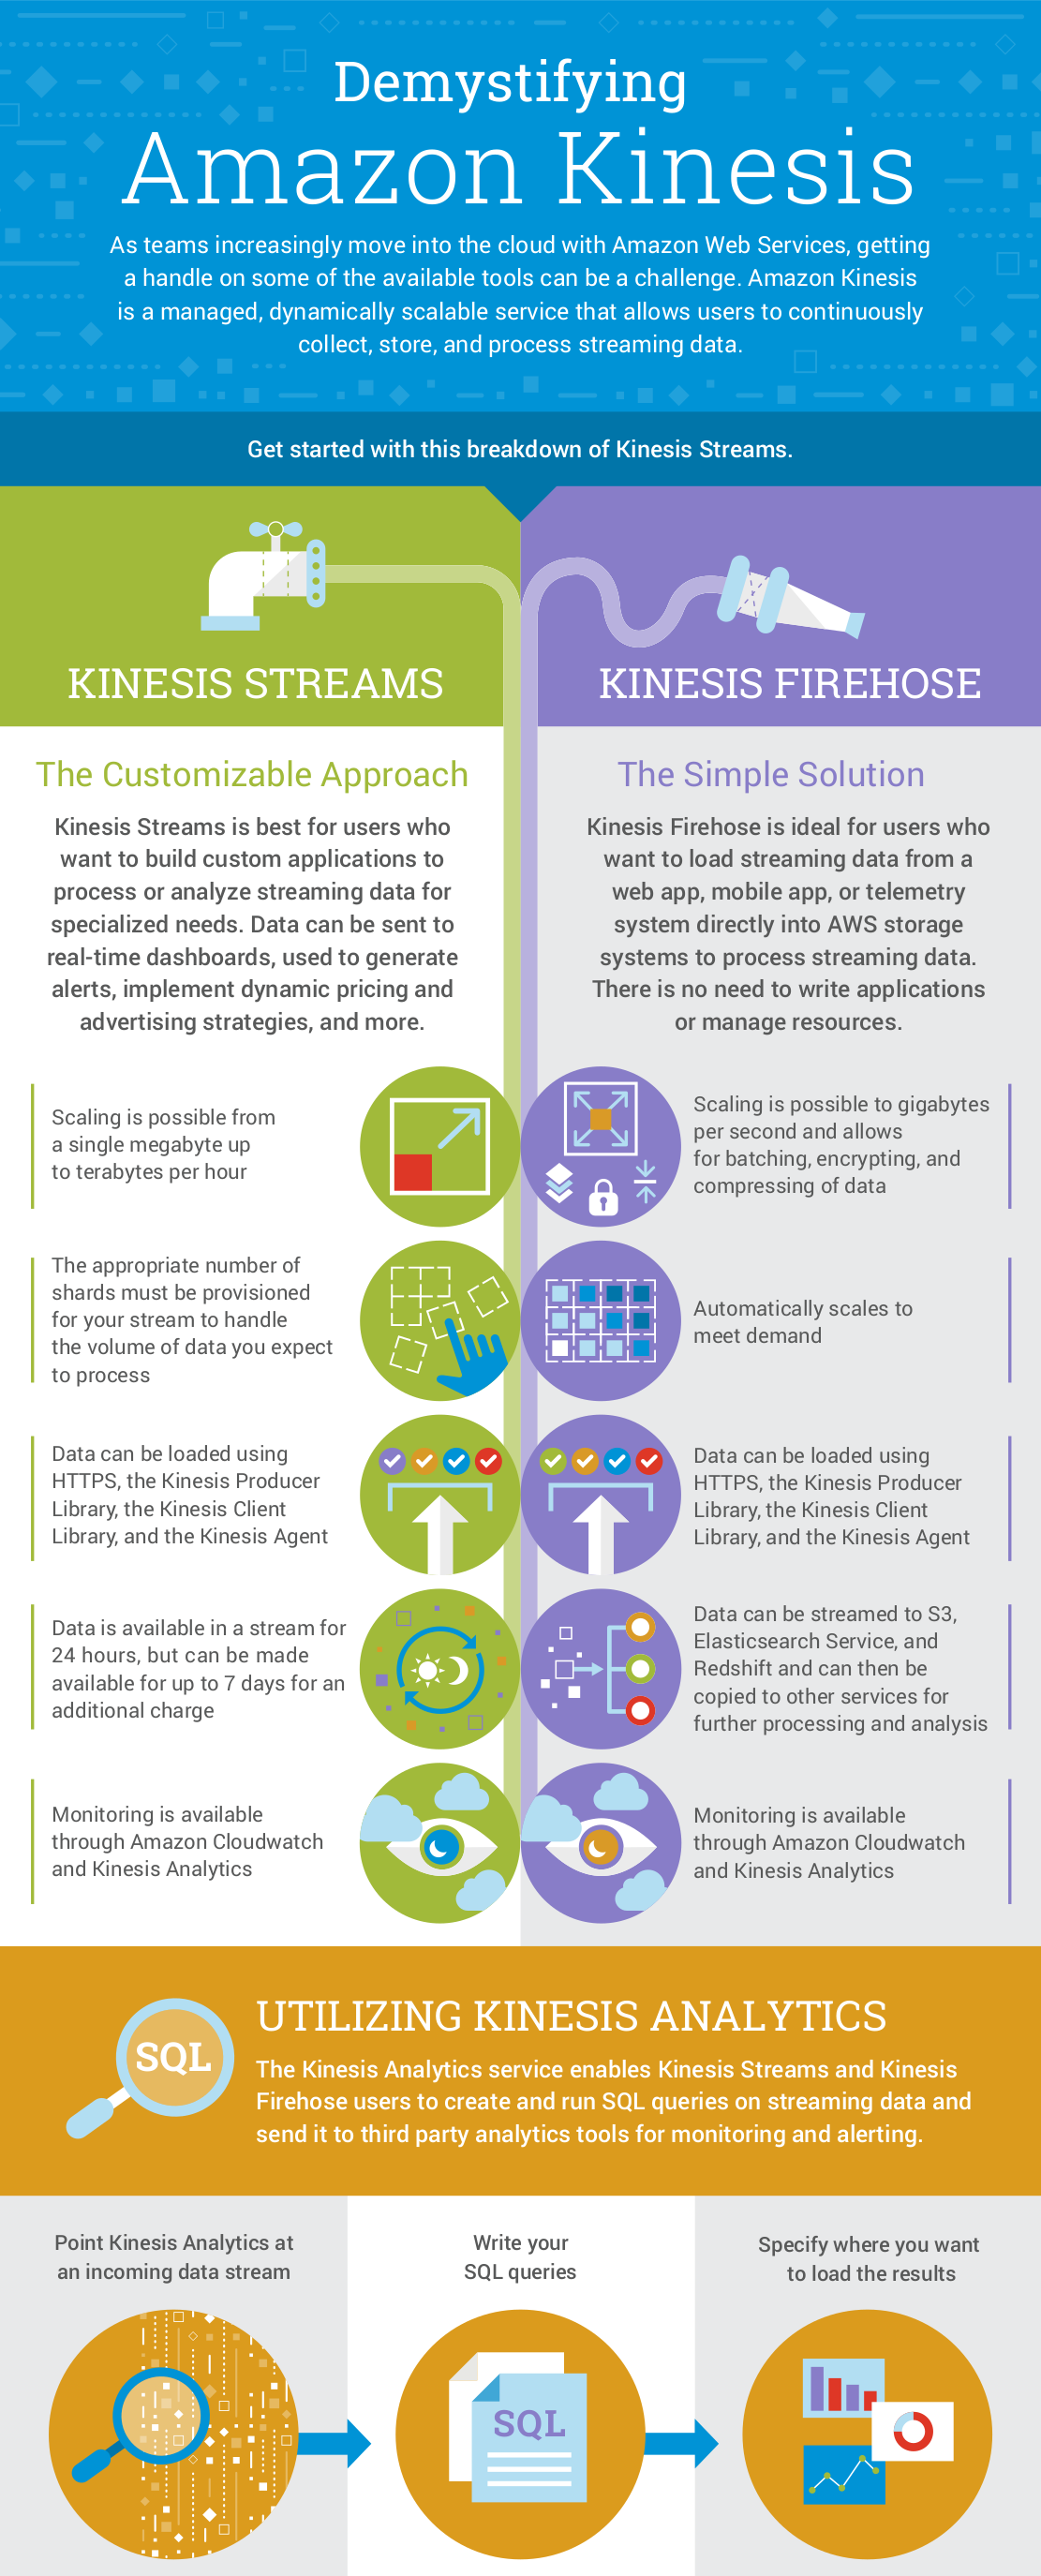 Demystifying
Amazon Kinesis
As teams increasingly move into the cloud with Amazon Web Services, getting
a handle on some of the available tools can be a challenge. Amazon Kinesis
is a managed, dynamically scalable service that allows users to continuously
collect, store, and process streaming data.
Get started with this breakdown of Kinesis Streams.
KINESIS STREAMS
The Customizable Approach
Kinesis Streams is best for users who
want to build custom applications to
process or analyze streaming data for
specialized needs. Data can be sent to
real-time dashboards, used to generate
alerts, implement dynamic pricing and
advertising strategies, and more.
Scaling is possible from
a single megabyte up
to terabytes per hour
The appropriate number of
shards must be provisioned
for your stream to handle
the volume of data you expect
to process
Data can be loaded using
HTTPS, the Kinesis Producer
Library, the Kinesis Client
Library, and the Kinesis Agent
Data is available in a stream for
24 hours, but can be made
available for up to 7 days for an
additional charge
Monitoring is available
through Amazon Cloudwatch
and Kinesis Analytics
KINESIS FIREHOSE
The Simple Solution
Kinesis Firehose is ideal for users who
want to load streaming data from a
web app, mobile app, or telemetry
system directly into AWS storage
systems to process streaming data.
There is no need to write applications
or manage resources.
Scaling is possible to gigabytes
per second and allows
for batching, encrypting, and
compressing of data
Automatically scales to
meet demand
Data can be loaded using
HTTPS, the Kinesis Producer
Library, the Kinesis Client
Library, and the Kinesis Agent
Data can be streamed to S3,
Elasticsearch Service, and
Redshift and can then be
copied to other services for
further processing and analysis
Monitoring is available
through Amazon Cloudwatch
and Kinesis Analytics
SQL
UTILIZING KINESIS ANALYTICS
The Kinesis Analytics service enables Kinesis Streams and Kinesis
Firehose users to create and run SQL queries on streaming data and
send it to third party analytics tools for monitoring and alerting.
Point Kinesis Analytics at
an incoming data stream
Write your
SQL queries
SQL
Specify where you want
to load the results